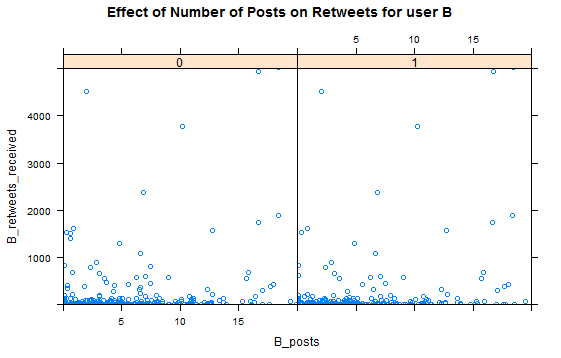 Effect of Number of Posts on Retweets for user B
5 10 15
0 1
4000
3000
2000
1000
B_retweets_received
5 10 15
B_posts